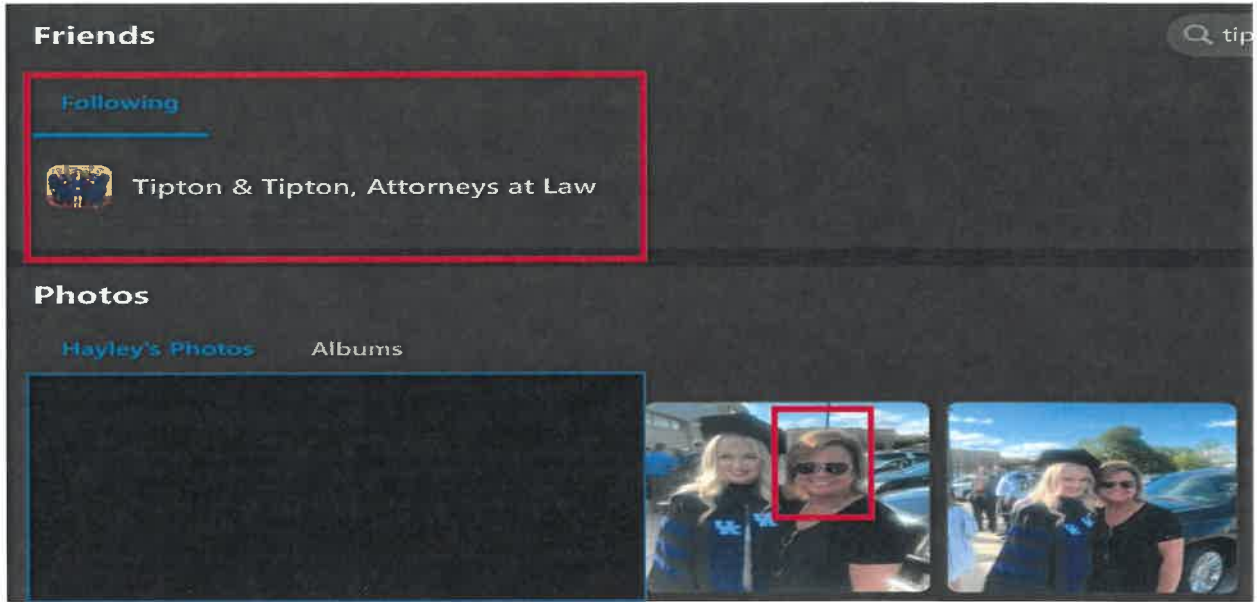 Friends
tip
Following
Tipton & Tipton, Attorneys at Law
Photos
Hayley's Photos Albums
UK UK